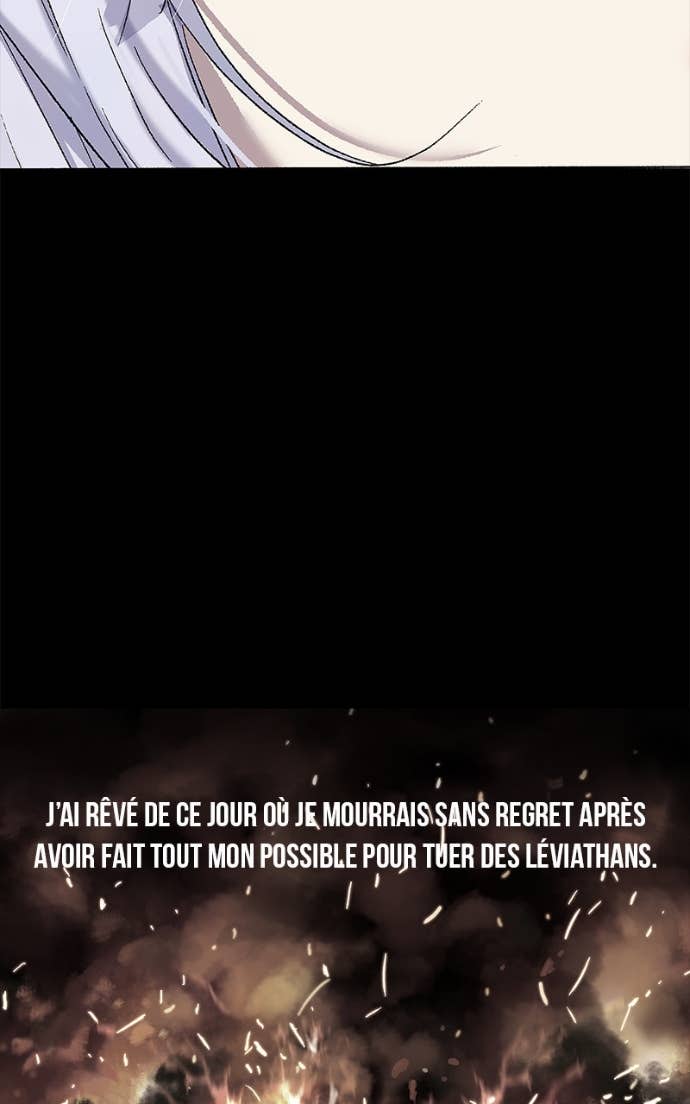 J'AI RÊVÉ DE CE JOUR OÙ JE MOURRAIS SANS REGRET APRÈS
AVOIR FAIT TOUT MON POSSIBLE POUR TUER DES LÉVIATHANS.